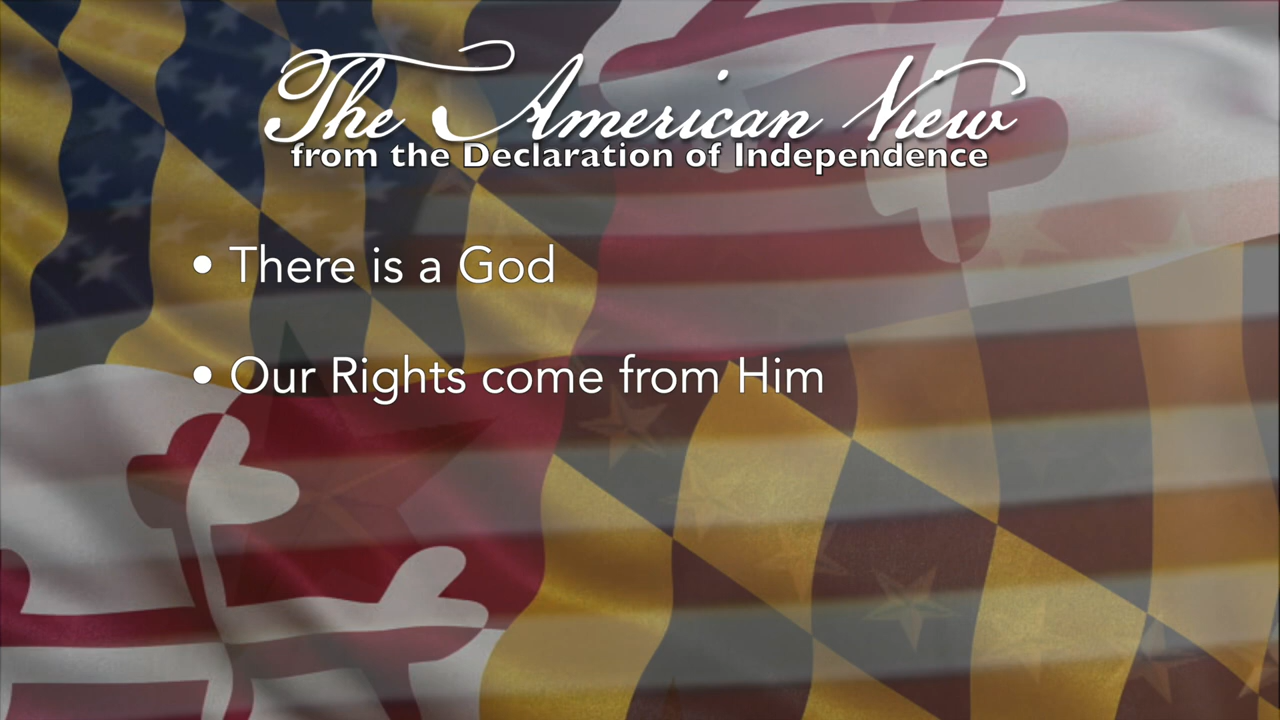 The American View
from the Declaration of Independence
• There is a God
• Our Rights come from Him